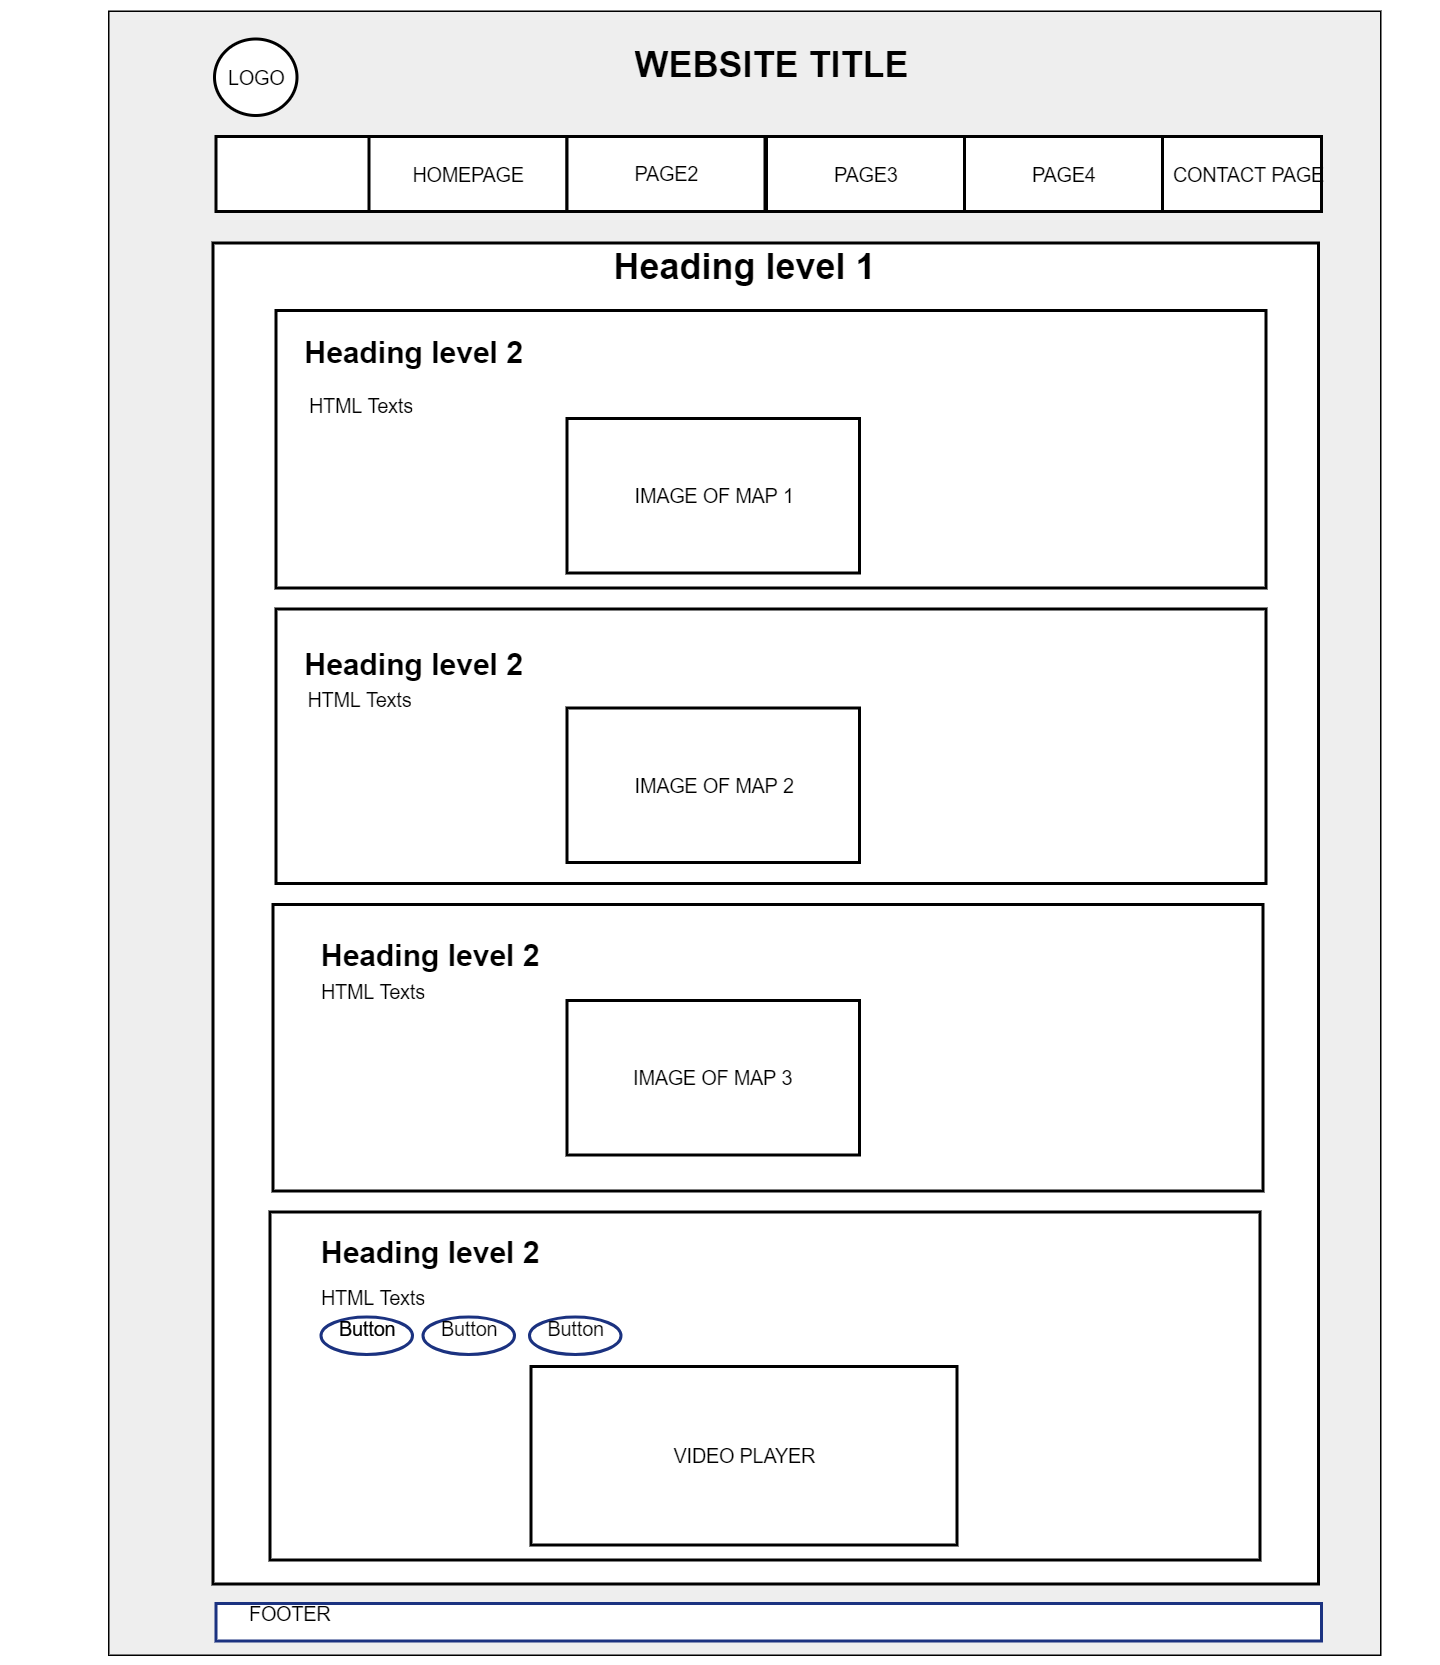 LOGO
WEBSITE TITLE
HOMEPAGE
PAGE2
PAGE3
PAGE4
CONTACT PAGE
Heading level 1
Heading level 2
HTML Texts
IMAGE OF MAP 1
Heading level 2
HTML Texts
IMAGE OF MAP 2
Heading level 2
HTML Texts
IMAGE OF MAP 3
Heading level 2
HTML Texts
Button
Button
Button
VIDEO PLAYER
FOOTER